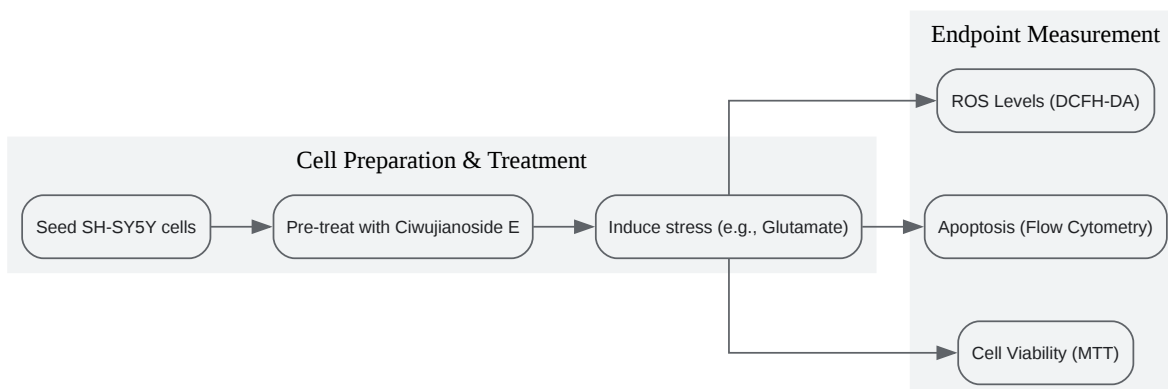 Cell Preparation & Treatment
Seed SH-SY5Y cells
Pre-treat with Ciwujianoside E
Induce stress (e.g., Glutamate)
Endpoint Measurement
ROS Levels (DCFH-DA)
Apoptosis (Flow Cytometry)
Cell Viability (MTT)